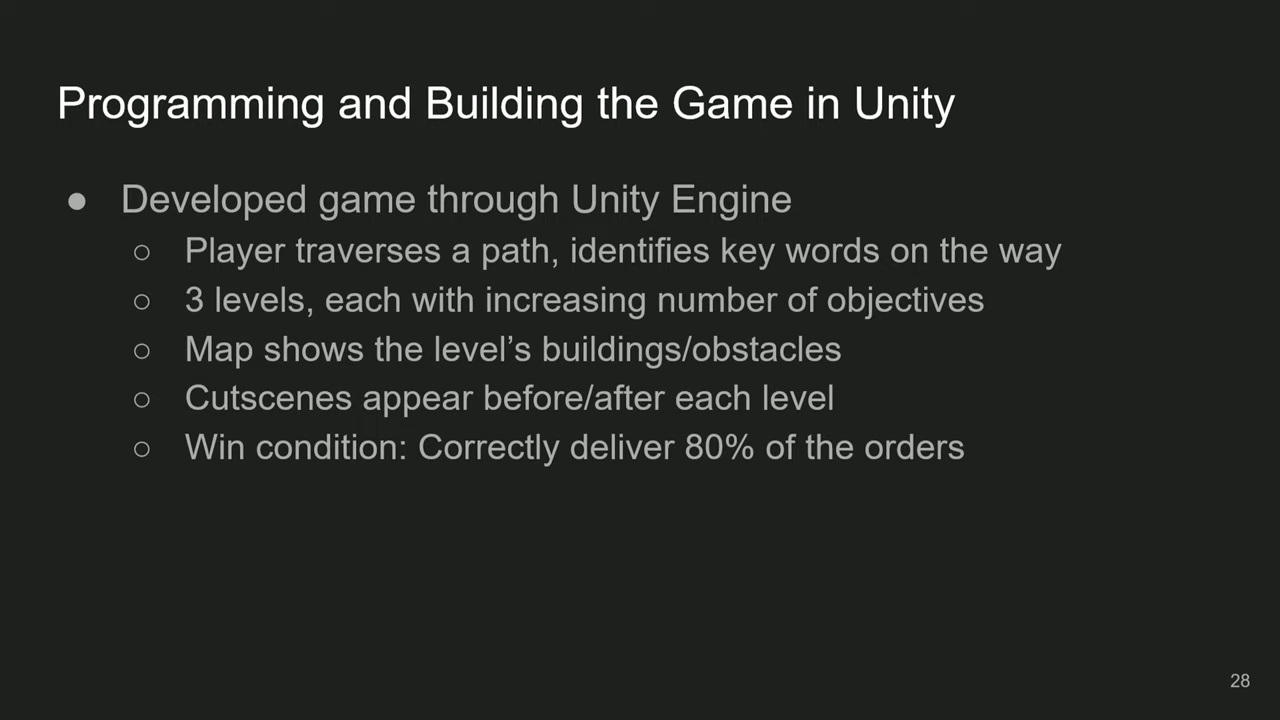 Programming and Building the Game in Unity
● Developed game through Unity Engine
○ Player traverses a path, identifies key words on the way
○ 3 levels, each with increasing number of objectives
○ Map shows the level’s buildings/obstacles
○ Cutscenes appear before/after each level
○ Win condition: Correctly deliver 80% of the orders
28